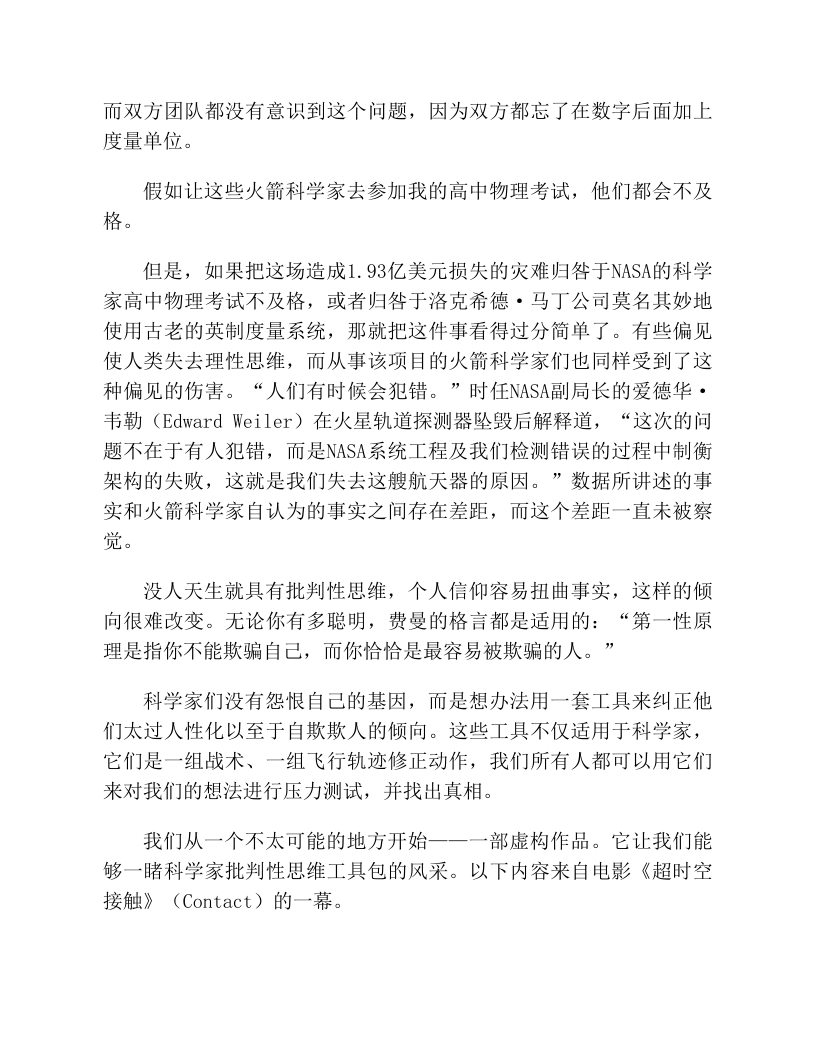 而双方团队都没有意识到这个问题，因为双方都忘了在数字后面加上
度量单位。
假如让这些火箭科学家去参加我的高中物理考试，他们都会不及
格。
但是，如果把这场造成1.93亿美元损失的灾难归咎于NASA的科学
家高中物理考试不及格，或者归咎于洛克希德·马丁公司莫名其妙地
使用古老的英制度量系统，那就把这件事看得过分简单了。有些偏见
使人类失去理性思维，而从事该项目的火箭科学家们也同样受到了这
种偏见的伤害。“人们有时候会犯错。”时任NASA副局长的爱德华·
韦勒（Edward Weiler）在火星轨道探测器坠毁后解释道，“这次的问
题不在于有人犯错，而是NASA系统工程及我们检测错误的过程中制衡
架构的失败，这就是我们失去这艘航天器的原因。”数据所讲述的事
实和火箭科学家自认为的事实之间存在差距，而这个差距一直未被察
觉。
没人天生就具有批判性思维，个人信仰容易扭曲事实，这样的倾
向很难改变。无论你有多聪明，费曼的格言都是适用的：“第一性原
理是指你不能欺骗自己，而你恰恰是最容易被欺骗的人。”
科学家们没有怨恨自己的基因，而是想办法用一套工具来纠正他
们太过人性化以至于自欺欺人的倾向。这些工具不仅适用于科学家，
它们是一组战术、一组飞行轨迹修正动作，我们所有人都可以用它们
来对我们的想法进行压力测试，并找出真相。
我们从一个不太可能的地方开始——一部虚构作品。它让我们能
够一睹科学家批判性思维工具包的风采。以下内容来自电影《超时空
接触》（Contact）的一幕。